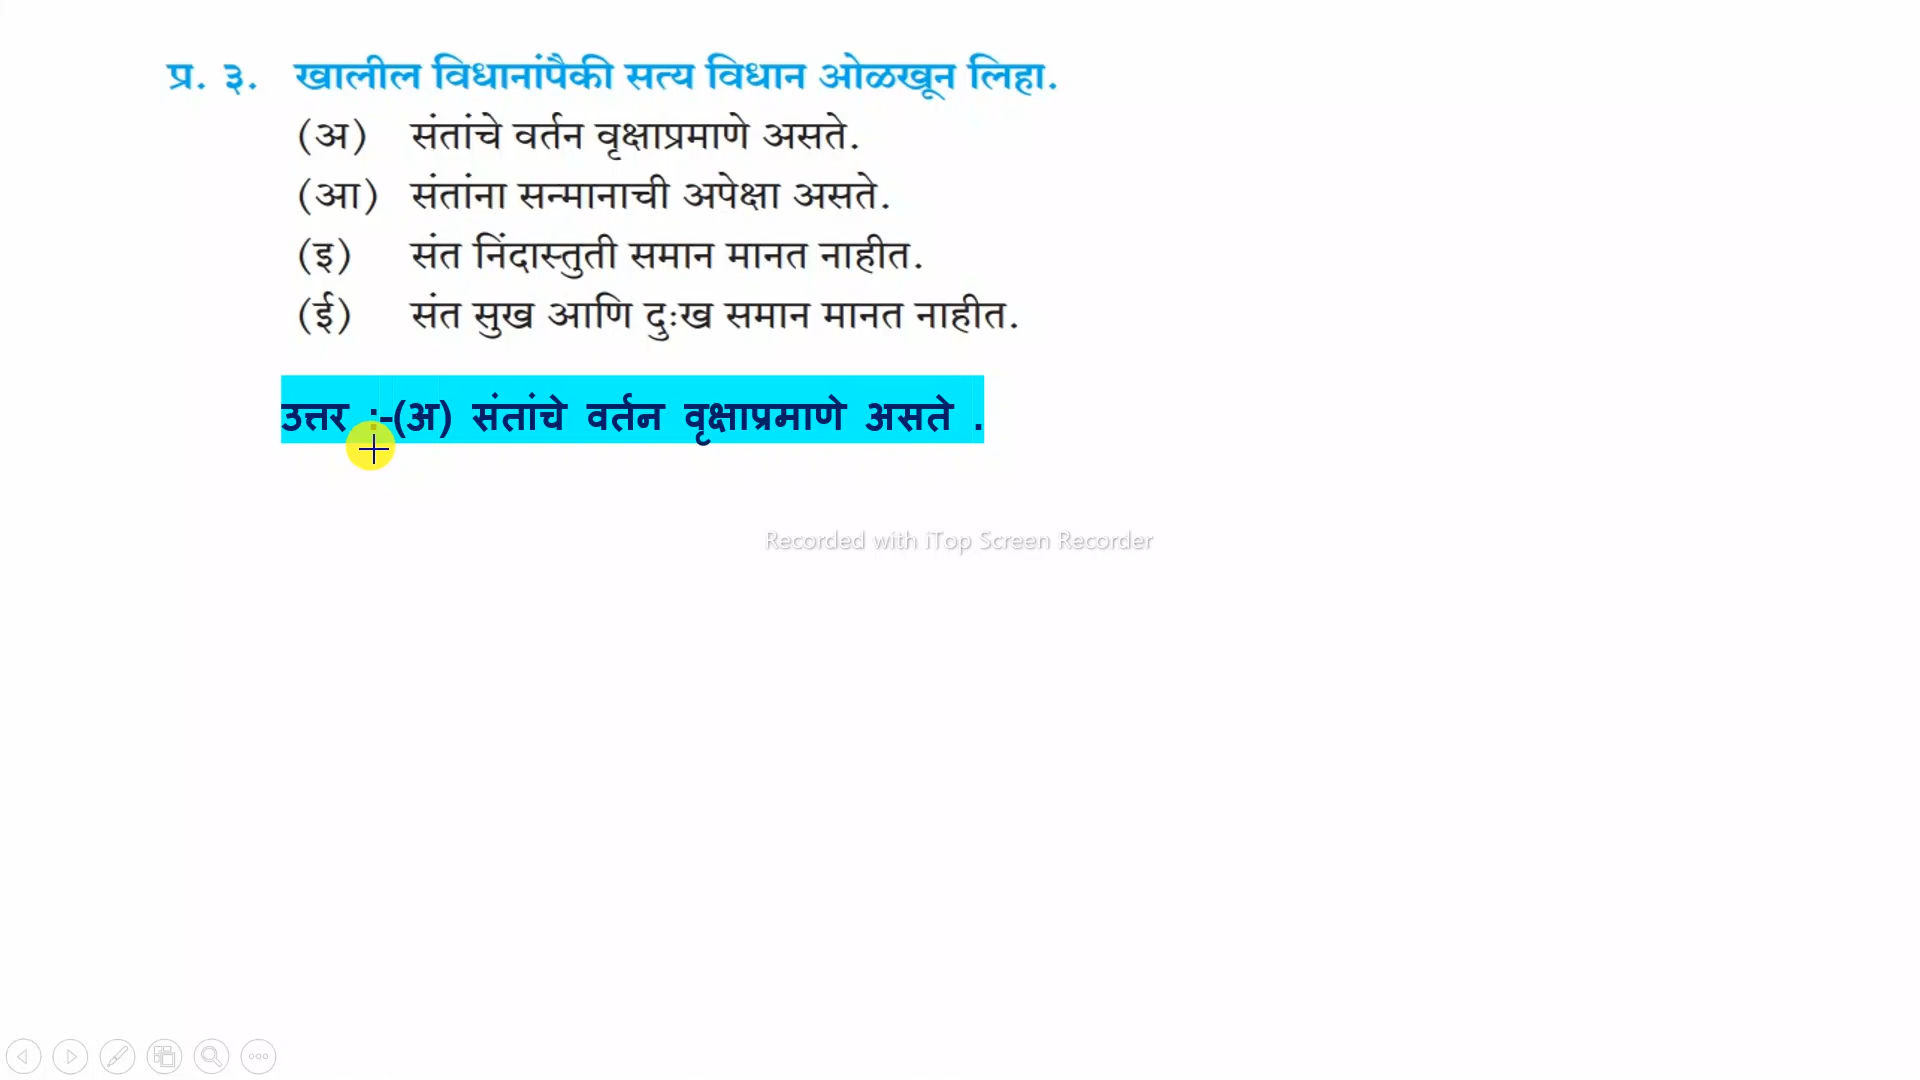 प्र. ३. खालील विधानांपैकी सत्य विधान ओळखून लिहा.
(अ) संतांचे वर्तन वृक्षाप्रमाणे असते.
(आ) संतांना सन्मानाची अपेक्षा असते.
(इ) संत निंदास्तुती समान मानत नाहीत.
(ई) संत सुख आणि दुःख समान मानत नाहीत.
उत्तर :-(अ) संतांचे वर्तन वृक्षाप्रमाणे असते .
Recorded with iTop Screen Recorder